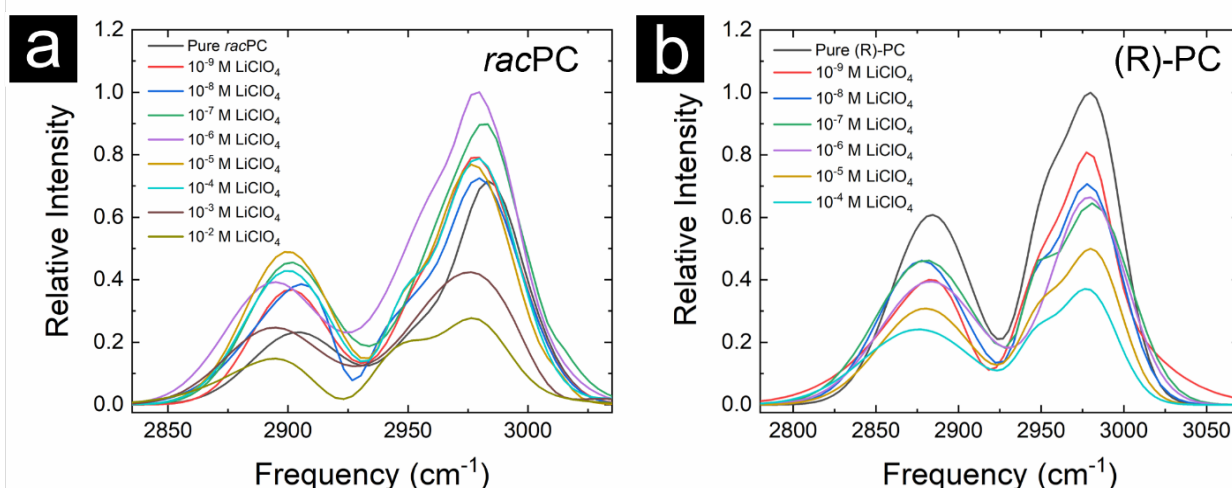 a
racPC
Pure racPC
10⁻⁹ M LiClO₄
10⁻⁸ M LiClO₄
10⁻⁷ M LiClO₄
10⁻⁶ M LiClO₄
10⁻⁵ M LiClO₄
10⁻⁴ M LiClO₄
10⁻³ M LiClO₄
10⁻² M LiClO₄
1.2
1.0
0.8
0.6
0.4
0.2
0.0
Relative Intensity
2850 2900 2950 3000
Frequency (cm⁻¹)
b
(R)-PC
Pure (R)-PC
10⁻⁹ M LiClO₄
10⁻⁸ M LiClO₄
10⁻⁷ M LiClO₄
10⁻⁶ M LiClO₄
10⁻⁵ M LiClO₄
10⁻⁴ M LiClO₄
1.2
1.0
0.8
0.6
0.4
0.2
0.0
Relative Intensity
2800 2850 2900 2950 3000 3050
Frequency (cm⁻¹)